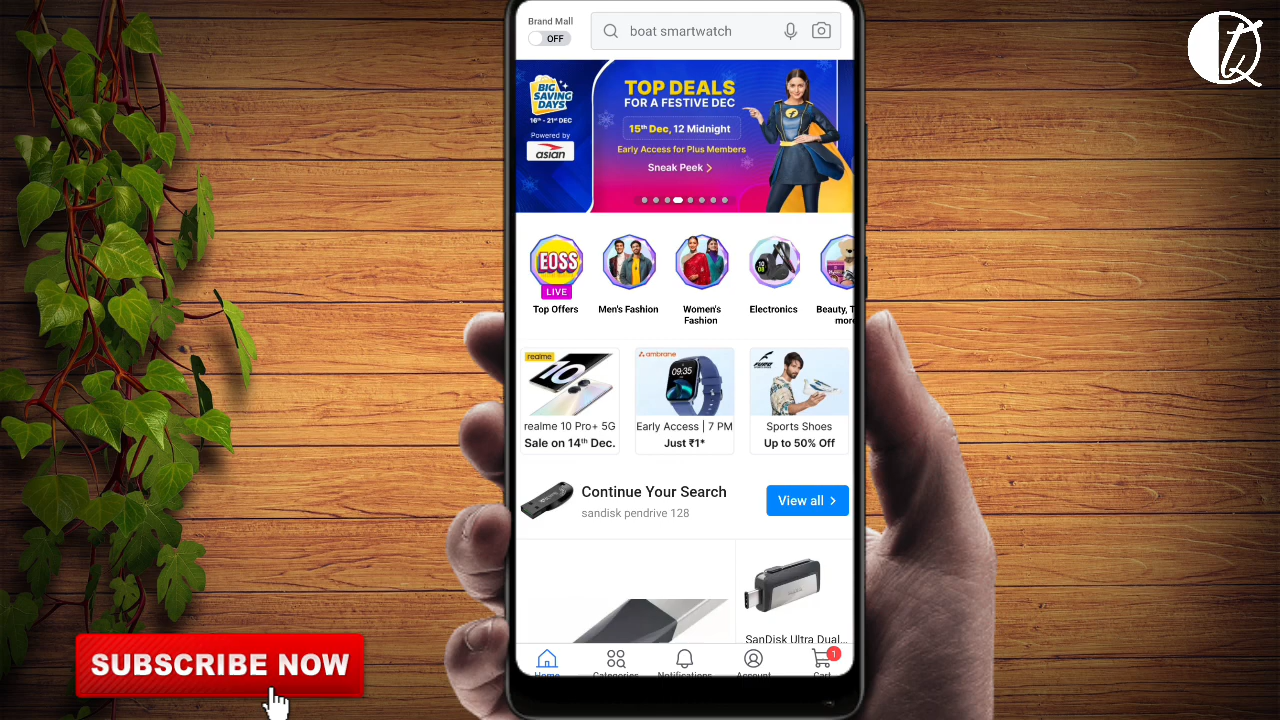 Brand Mall
OFF
boat smartwatch
BIG
SAVING
DAYS
16th - 21st DEC
Powered by
asian
TOP DEALS
FOR A FESTIVE DEC
15th Dec, 12 Midnight
Early Access for Plus Members
Sneak Peek
EOSS
LIVE
Top Offers
Men's Fashion
Women's
Fashion
Electronics
Beauty, T
more
realme
10
realme 10 Pro+ 5G
Sale on 14th Dec.
ambrane
09:35
Early Access | 7 PM
Just ₹1*
Sports Shoes
Up to 50% Off
Continue Your Search
sandisk pendrive 128
View all
SanDisk Ultra Dual...
Home
Categories
Notifications
Account
Cart
1
SUBSCRIBE NOW